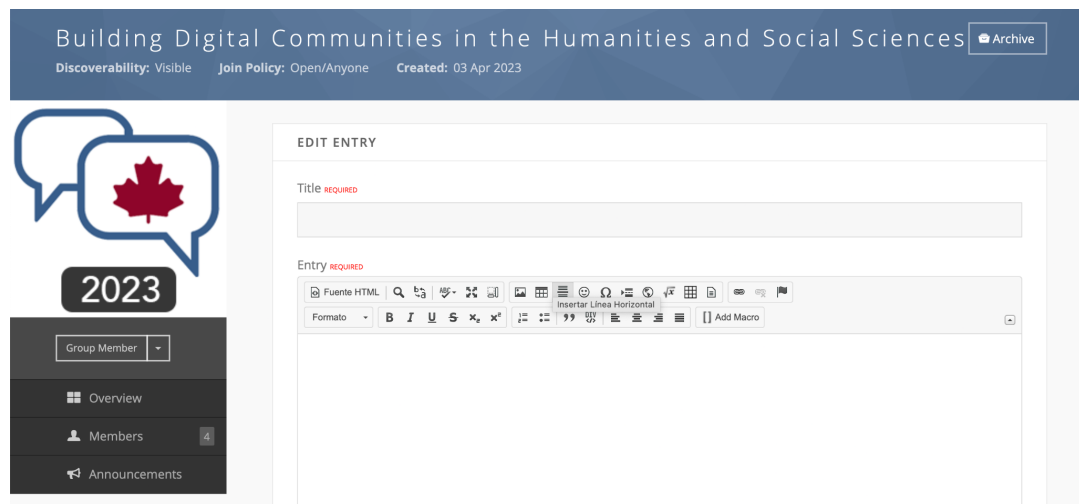 Building Digital Communities in the Humanities and Social Sciences
Archive
Discoverability: Visible Join Policy: Open/Anyone Created: 03 Apr 2023
2023
Group Member
Overview
Members 4
Announcements
EDIT ENTRY
Title REQUIRED
Entry REQUIRED
Fuente HTML
Insertar Línea Horizontal
Formato B I U S x₂ x² Add Macro